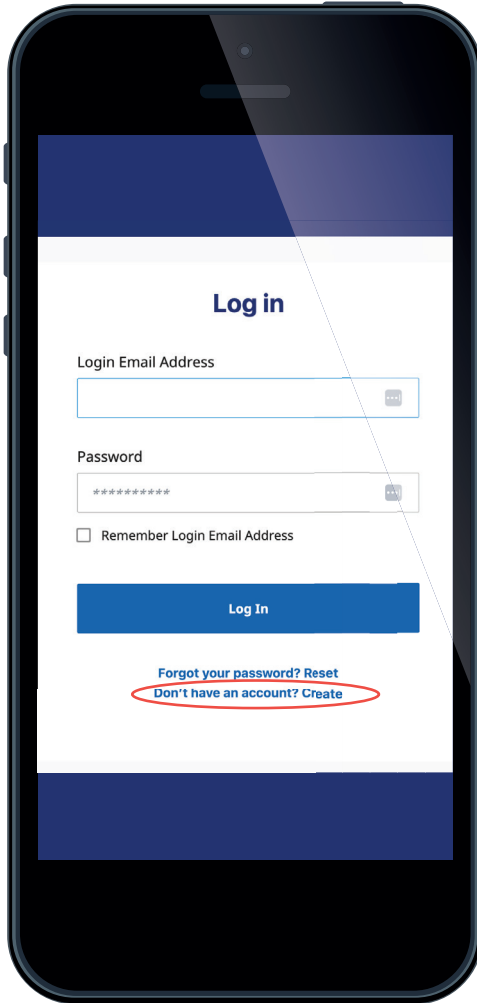 Log in
Login Email Address
Password
**********
Remember Login Email Address
Log In
Forgot your password? Reset
Don't have an account? Create